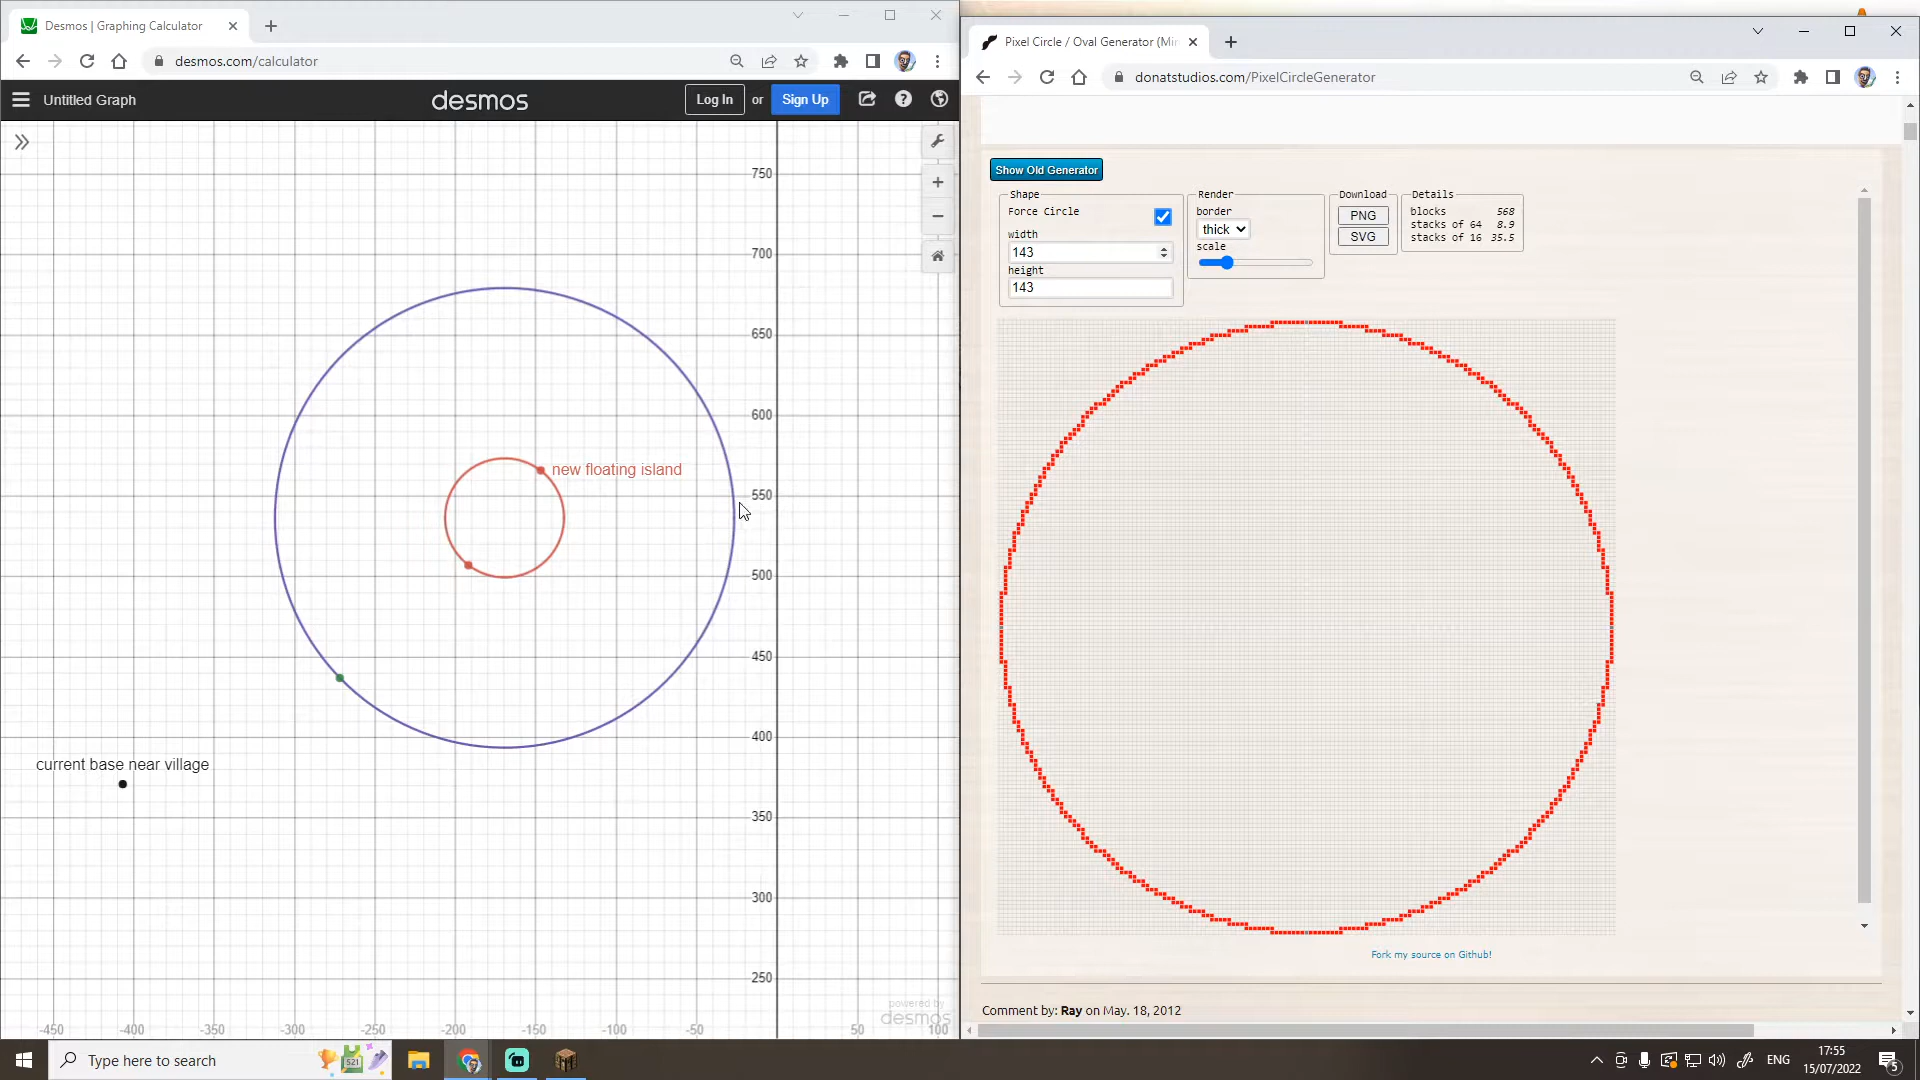 Desmos | Graphing Calculator
desmos.com/calculator
Untitled Graph
desmos
Log In
or
Sign Up
750
700
650
600
550
500
450
400
350
300
250
new floating island
current base near village
-450
-400
-350
-300
-250
-200
-150
-100
-50
50
100
powered by
desmos
Pixel Circle / Oval Generator (Min
donatstudios.com/PixelCircleGenerator
Show Old Generator
Shape
Force Circle
width
143
height
143
Render
border
thick
scale
Download
PNG
SVG
Details
blocks 568
stacks of 64 8.9
stacks of 16 35.5
Fork my source on Github!
Comment by: Ray on May. 18, 2012
Type here to search
521
ENG
17:55
15/07/2022
5